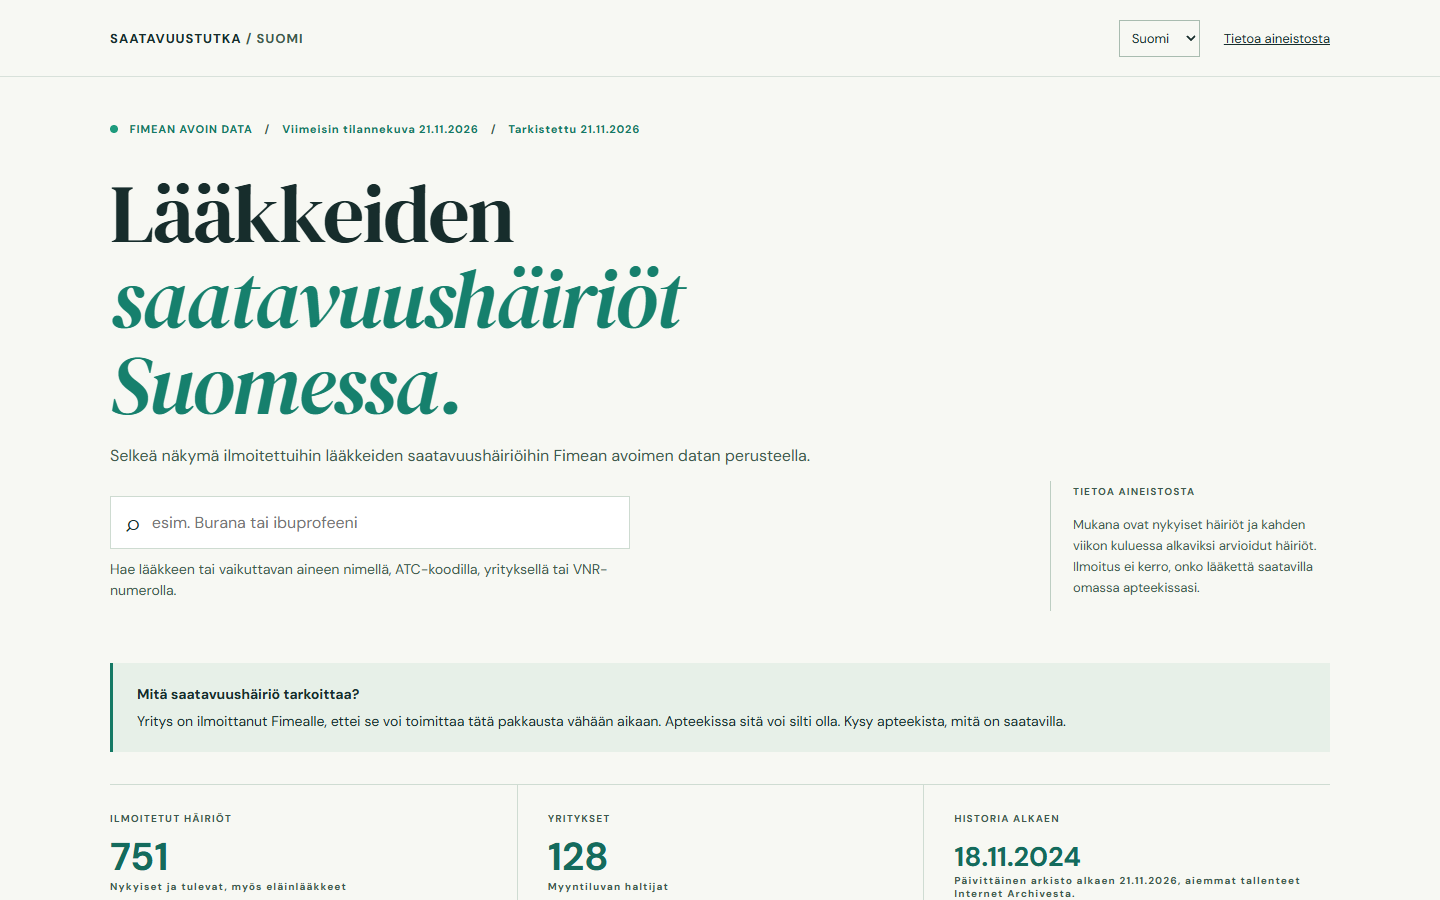 SAATAVUUSTUTKA / SUOMI
Suomi
Tietoa aineistosta
FIMEAN AVOIN DATA / Viimeisin tilannekuva 21.11.2026 / Tarkistettu 21.11.2026
Lääkkeiden
saatavuushäiriöt
Suomessa.
Selkeä näkymä ilmoitettuihin lääkkeiden saatavuushäiriöihin Fimean avoimen datan perusteella.
esim. Burana tai ibuprofeeni
Hae lääkkeen tai vaikuttavan aineen nimellä, ATC-koodilla, yrityksellä tai VNR-
numerolla.
TIETOA AINEISTOSTA
Mukana ovat nykyiset häiriöt ja kahden
viikon kuluessa alkaviksi arvioidut häiriöt.
Ilmoitus ei kerro, onko lääkettä saatavilla
omassa apteekissasi.
Mitä saatavuushäiriö tarkoittaa?
Yritys on ilmoittanut Fimealle, ettei se voi toimittaa tätä pakkausta vähään aikaan. Apteekissa sitä voi silti olla. Kysy apteekista, mitä on saatavilla.
ILMOITETUT HÄIRIÖT
751
Nykyiset ja tulevat, myös eläinlääkkeet
YRITYKSET
128
Myyntiluvan haltijat
HISTORIA ALKAEN
18.11.2024
Päivittäinen arkisto alkaen 21.11.2026, aiemmat tallenteet
Internet Archivesta.